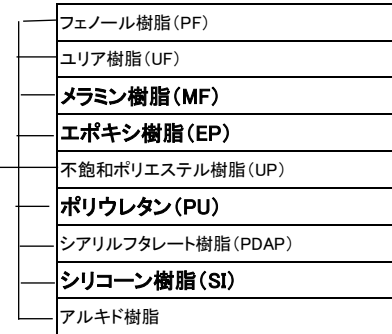 フェノール樹脂(PF)
ユリア樹脂(UF)
メラミン樹脂(MF)
エポキシ樹脂(EP)
不飽和ポリエステル樹脂(UP)
ポリウレタン(PU)
シアリルフタレート樹脂(PDAP)
シリコーン樹脂(SI)
アルキド樹脂